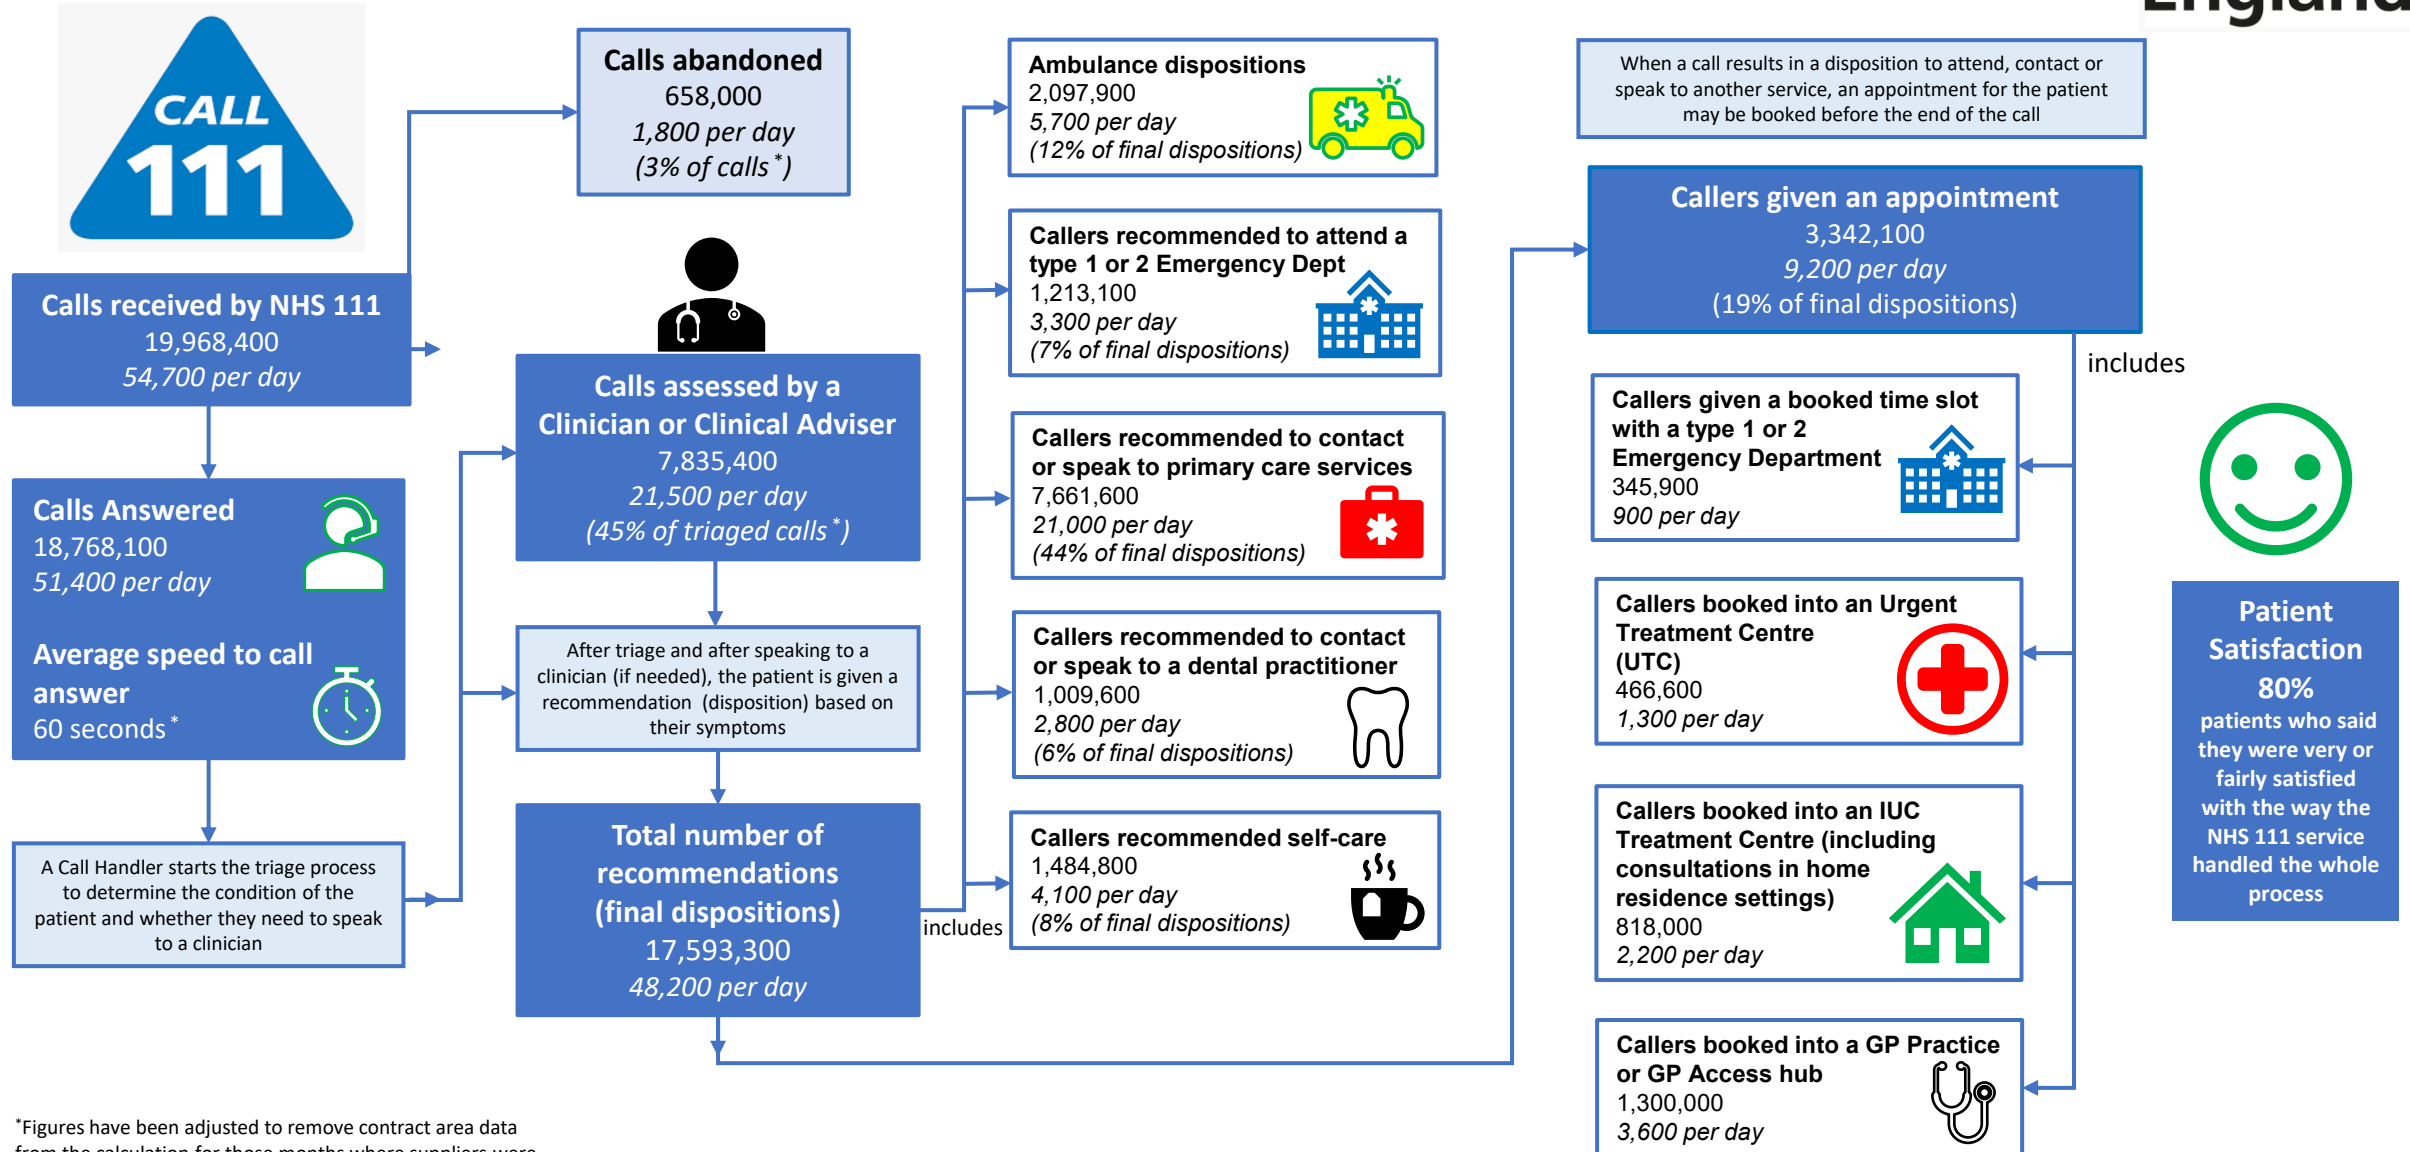 England
CALL
111
Calls received by NHS 111
19,968,400
54,700 per day
Calls Answered
18,768,100
51,400 per day
Average speed to call
answer
60 seconds*
A Call Handler starts the triage process
to determine the condition of the
patient and whether they need to speak
to a clinician
Calls abandoned
658,000
1,800 per day
(3% of calls*)
Calls assessed by a
Clinician or Clinical Adviser
7,835,400
21,500 per day
(45% of triaged calls*)
After triage and after speaking to a
clinician (if needed), the patient is given a
recommendation (disposition) based on
their symptoms
Total number of
recommendations
(final dispositions)
17,593,300
48,200 per day
includes
Ambulance dispositions
2,097,900
5,700 per day
(12% of final dispositions)
Callers recommended to attend a
type 1 or 2 Emergency Dept
1,213,100
3,300 per day
(7% of final dispositions)
Callers recommended to contact
or speak to primary care services
7,661,600
21,000 per day
(44% of final dispositions)
Callers recommended to contact
or speak to a dental practitioner
1,009,600
2,800 per day
(6% of final dispositions)
Callers recommended self-care
1,484,800
4,100 per day
(8% of final dispositions)
When a call results in a disposition to attend, contact or
speak to another service, an appointment for the patient
may be booked before the end of the call
Callers given an appointment
3,342,100
9,200 per day
(19% of final dispositions)
includes
Callers given a booked time slot
with a type 1 or 2
Emergency Department
345,900
900 per day
Callers booked into an Urgent
Treatment Centre
(UTC)
466,600
1,300 per day
Callers booked into an IUC
Treatment Centre (including
consultations in home
residence settings)
818,000
2,200 per day
Callers booked into a GP Practice
or GP Access hub
1,300,000
3,600 per day
Patient
Satisfaction
80%
patients who said
they were very or
fairly satisfied
with the way the
NHS 111 service
handled the whole
process
*Figures have been adjusted to remove contract area data
from the calculation for those months where suppliers were